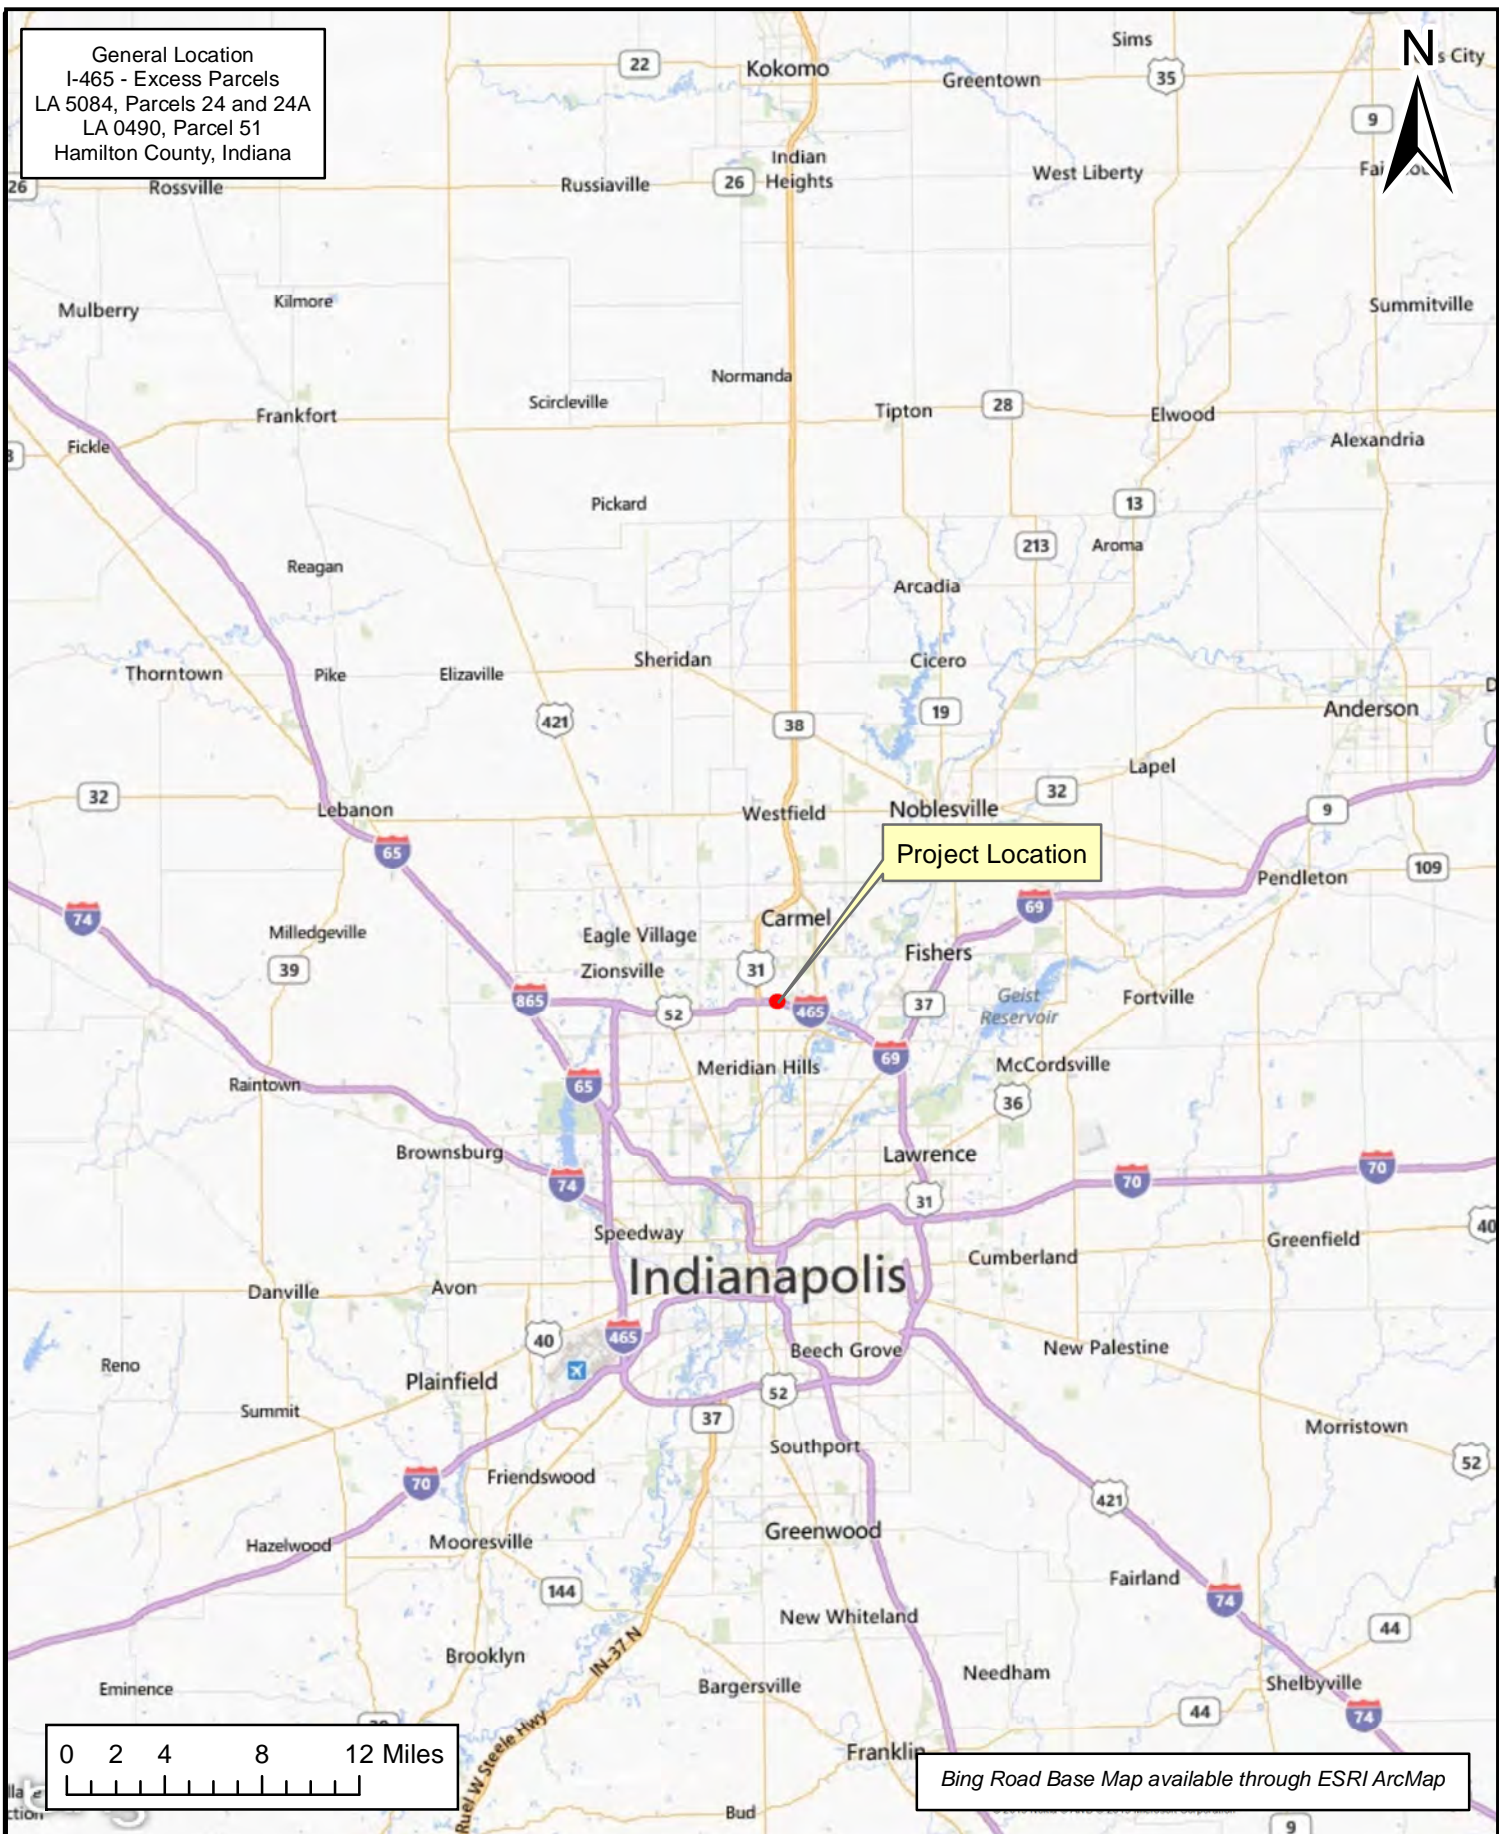 General Location
I-465 - Excess Parcels
LA 5084, Parcels 24 and 24A
LA 0490, Parcel 51
Hamilton County, Indiana
N
Sims
22
Kokomo
Greentown
35
s City
9
Indian
Heights
26
Rossville
Russiaville
26
West Liberty
Mulberry
Kilmore
Summitville
Normanda
Scircleville
Frankfort
Tipton
28
Elwood
Fickle
Alexandria
Pickard
13
213
Aroma
Reagan
Arcadia
Sheridan
Cicero
Thorntown
Pike
Elizaville
421
38
19
Anderson
Lapel
32
Lebanon
Westfield
Noblesville
32
9
Project Location
65
109
Pendleton
74
69
Carmel
Milledgeville
Eagle Village
Fishers
39
Zionsville
31
865
52
465
37
Geist
Reservoir
Fortville
69
Meridian Hills
McCordsville
Raintown
65
36
Brownsburg
Lawrence
74
31
70
70
Speedway
Cumberland
Greenfield
40
Indianapolis
Danville
Avon
40
465
Beech Grove
New Palestine
Reno
Plainfield
52
Summit
37
Morristown
Southport
52
70
Friendswood
421
Hazelwood
Mooresville
Greenwood
144
Fairland
74
New Whiteland
44
IN-37 N
Brooklyn
Needham
Eminence
Bargersville
Shelbyville
44
74
Ruel W Steele Hwy
0 2 4 8 12 Miles
Franklin
Bing Road Base Map available through ESRI ArcMap
Bud
9